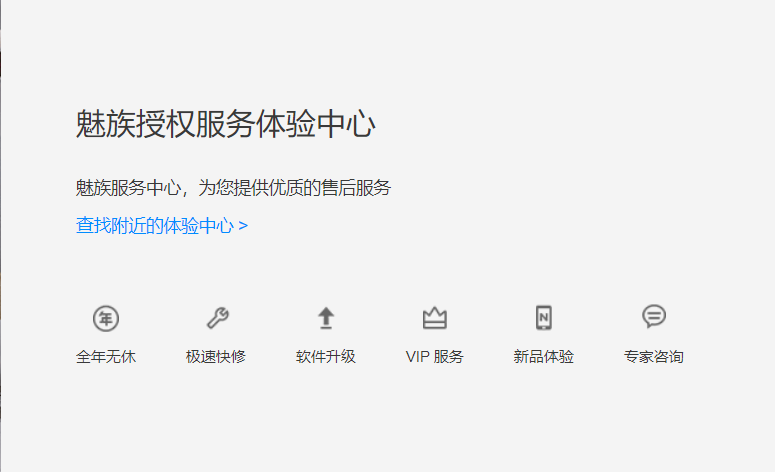 魅族授权服务体验中心
魅族服务中心，为您提供优质的售后服务
查找附近的体验中心 >
年
N
全年无休 极速快修 软件升级 VIP 服务 新品体验 专家咨询